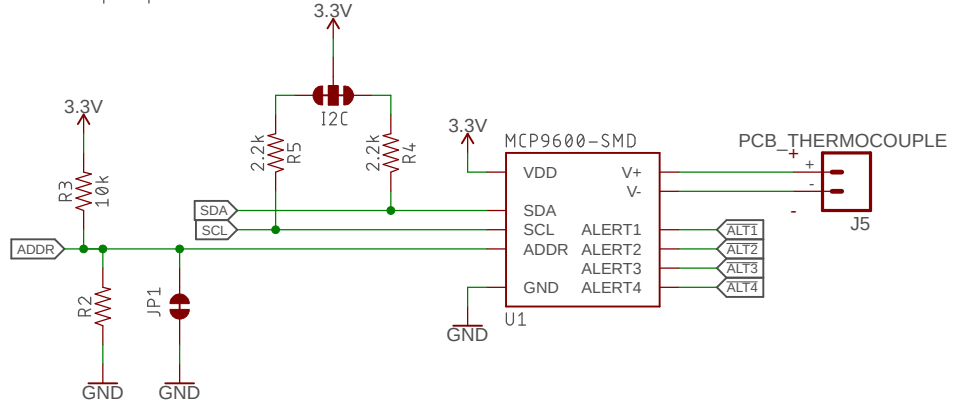 3.3V
I2C
3.3V
R3
10k
2.2k
R5
2.2k
R4
3.3V
MCP9600-SMD
PCB_THERMOCOUPLE
+
VDD
V+
+
V-
-
SDA
SDA
-
J5
SCL
SCL
ALERT1
ALT1
ADDR
ADDR
ALERT2
ALT2
ALERT3
ALT3
GND
ALERT4
ALT4
U1
GND
R2
JP1
GND
GND